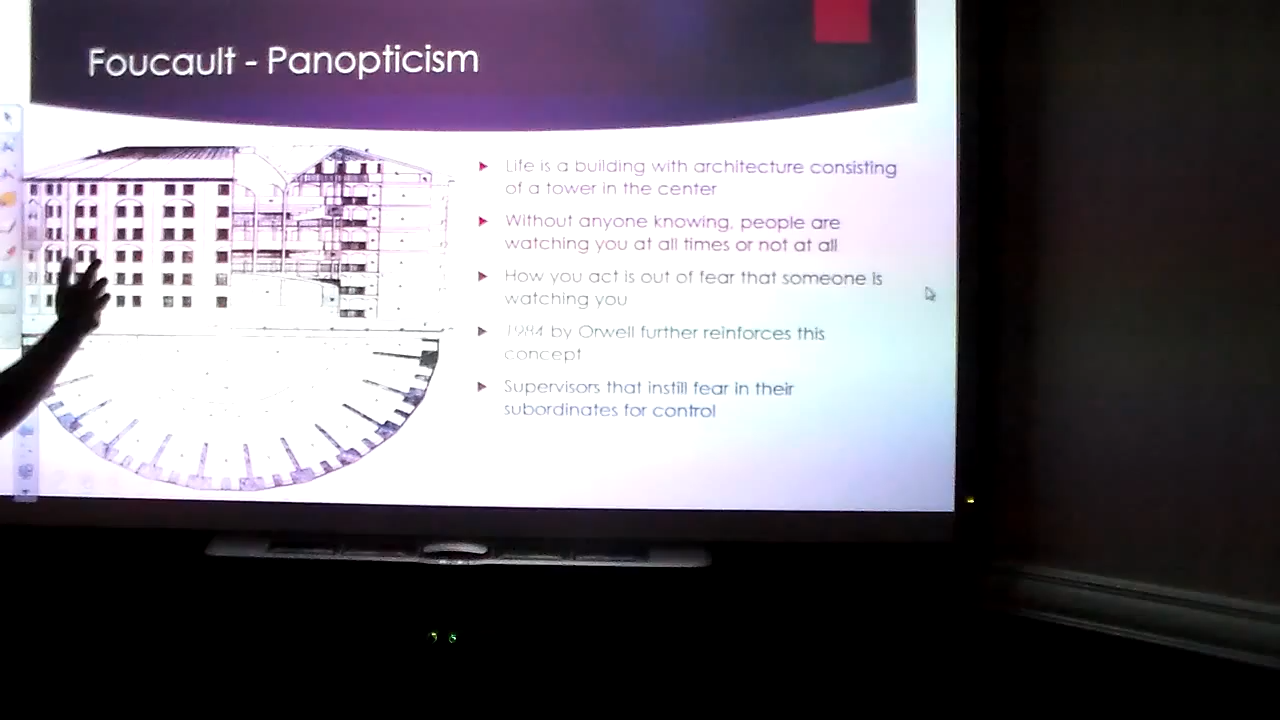 Foucault - Panopticism
Life is a building with architecture consisting
of a tower in the center
Without anyone knowing, people are
watching you at all times or not at all
How you act is out of fear that someone is
watching you
1984 by Orwell further reinforces this
concept
Supervisors that instill fear in their
subordinates for control